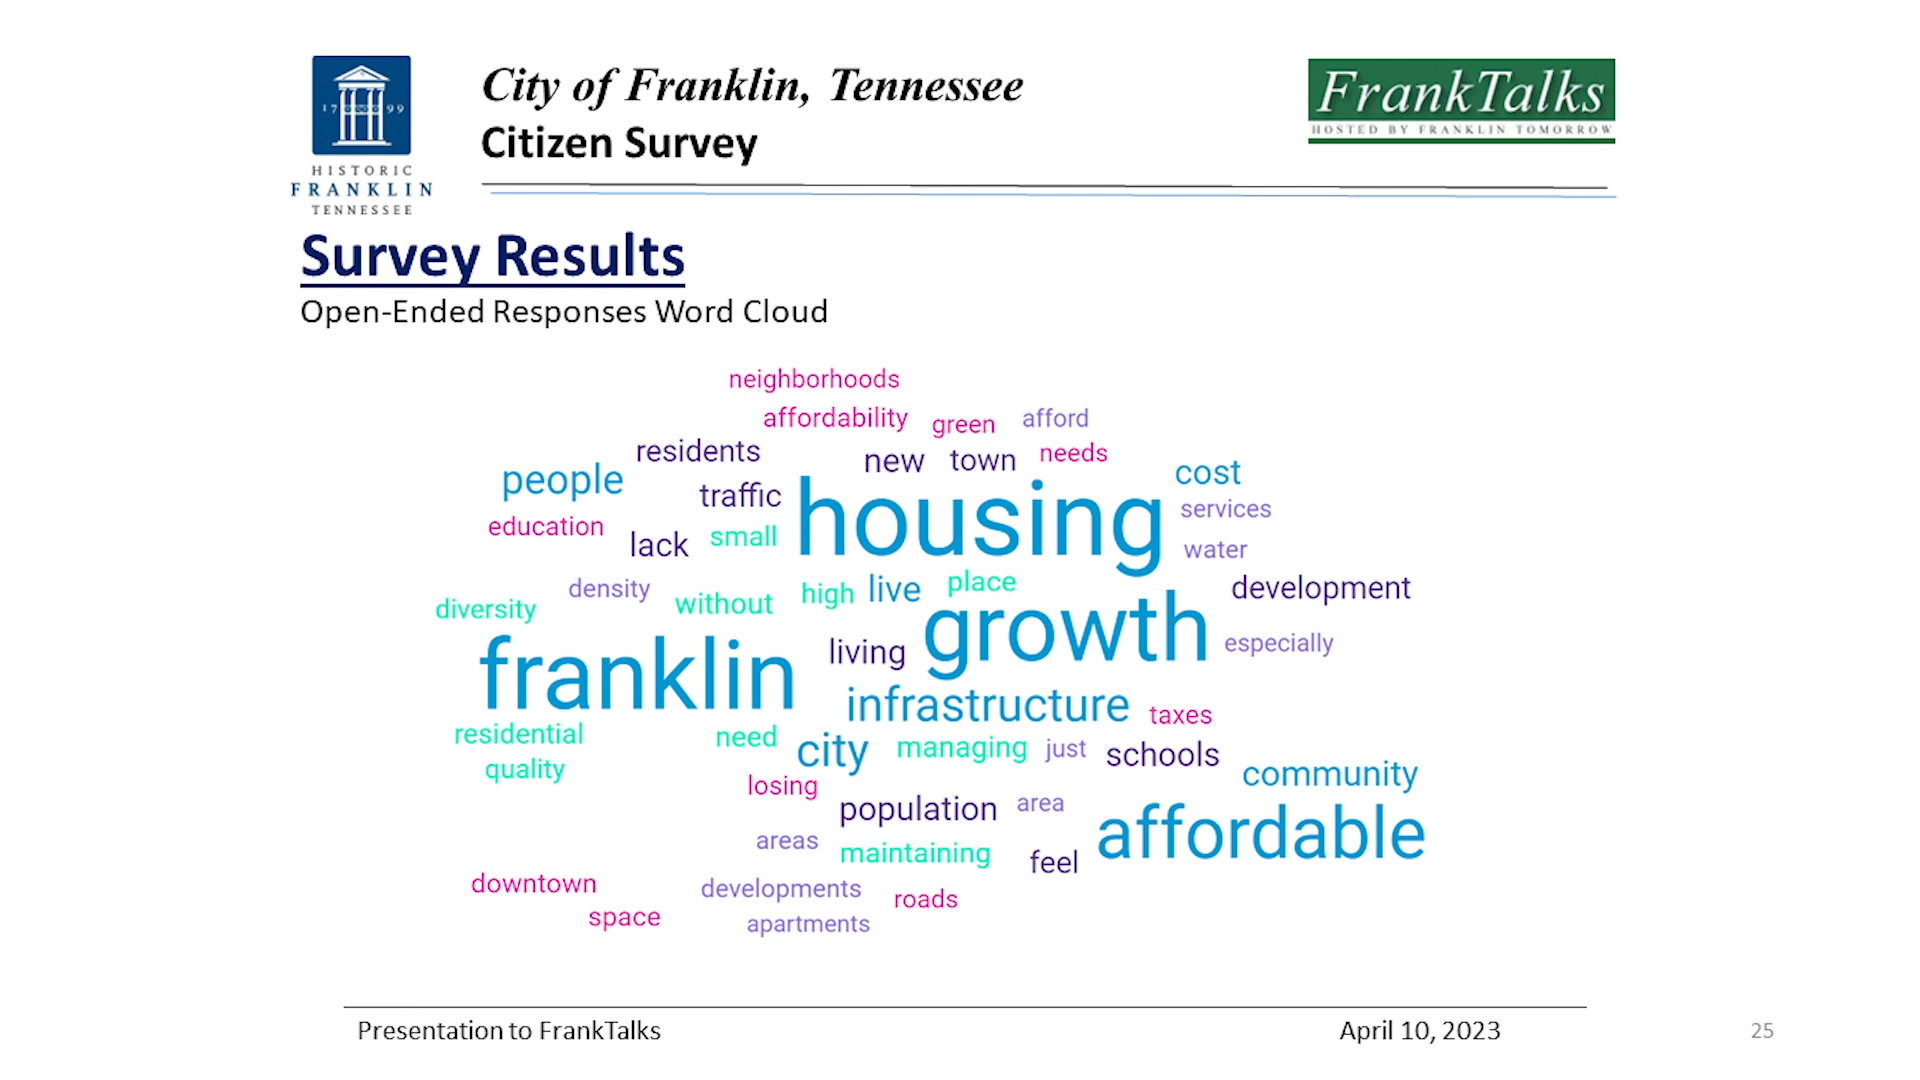 17 99
HISTORIC
FRANKLIN
TENNESSEE
City of Franklin, Tennessee
Citizen Survey
FrankTalks
HOSTED BY FRANKLIN TOMORROW
Survey Results
Open-Ended Responses Word Cloud
neighborhoods
affordability green afford
residents new town needs
people traffic housing cost
education lack small services
water
density high live place development
diversity without
franklin living growth especially
infrastructure taxes
residential need city managing just schools
quality losing community
population area
areas maintaining feel affordable
downtown developments roads
space apartments
Presentation to FrankTalks April 10, 2023 25